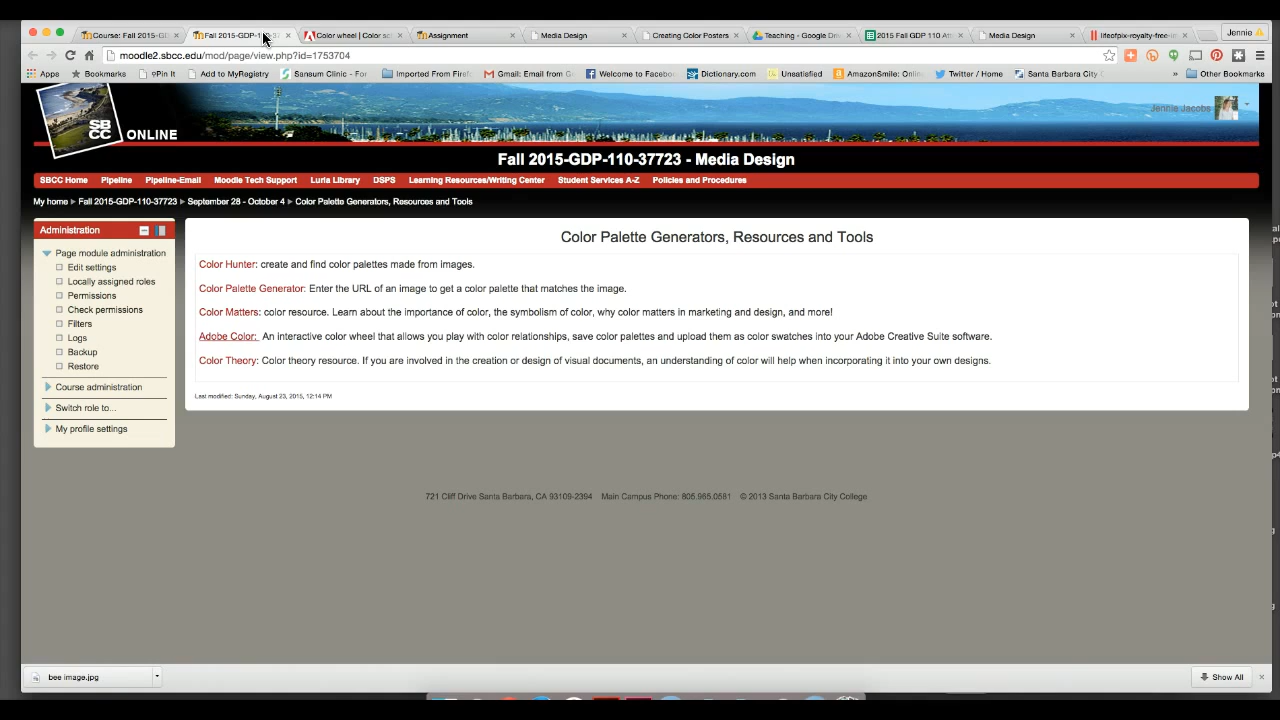 Course: Fall 2015-GD
Fall 2015-GDP-110-37
Color wheel | Color sc
Assignment
Media Design
Creating Color Posters
Teaching - Google Dri
2015 Fall GDP 110 Att
Media Design
lifeofpix-royalty-free-i
Jennie
moodle2.sbcc.edu/mod/page/view.php?id=1753704
Apps
Bookmarks
Pin It
Add to MyRegistry
Sansum Clinic - For
Imported From Firef
Gmail: Email from G
Welcome to Facebo
Dictionary.com
Unsatisfied
AmazonSmile: Onlin
Twitter / Home
Santa Barbara City
»
Other Bookmarks
SB
CC
ONLINE
Jennie Jacobs
Fall 2015-GDP-110-37723 - Media Design
SBCC Home Pipeline Pipeline-Email Moodle Tech Support Luria Library DSPS Learning Resources/Writing Center Student Services A-Z Policies and Procedures
My home ▶ Fall 2015-GDP-110-37723 ▶ September 28 - October 4 ▶ Color Palette Generators, Resources and Tools
Administration
Page module administration
Edit settings
Locally assigned roles
Permissions
Check permissions
Filters
Logs
Backup
Restore
Course administration
Switch role to...
My profile settings
Color Palette Generators, Resources and Tools
Color Hunter: create and find color palettes made from images.
Color Palette Generator: Enter the URL of an image to get a color palette that matches the image.
Color Matters: color resource. Learn about the importance of color, the symbolism of color, why color matters in marketing and design, and more!
Adobe Color: An interactive color wheel that allows you play with color relationships, save color palettes and upload them as color swatches into your Adobe Creative Suite software.
Color Theory: Color theory resource. If you are involved in the creation or design of visual documents, an understanding of color will help when incorporating it into your own designs.
Last modified: Sunday, August 23, 2015, 12:14 PM
721 Cliff Drive Santa Barbara, CA 93109-2394 Main Campus Phone: 805.965.0581 © 2013 Santa Barbara City College
bee image.jpg
Show All